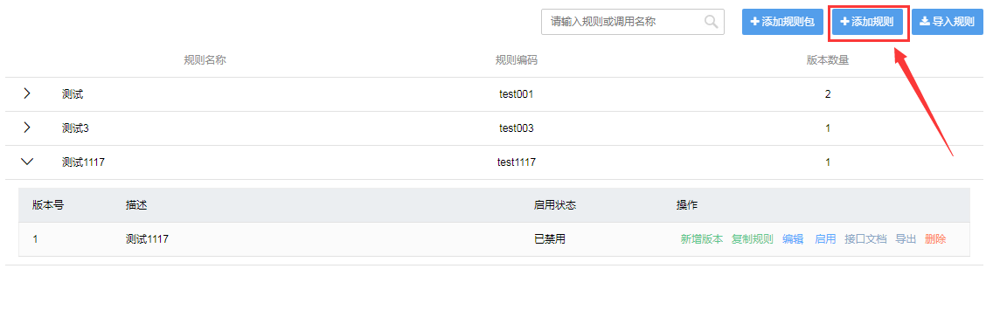 请输入规则或调用名称 添加规则包 添加规则 导入规则
规则名称 规则编码 版本数量
测试 test001 2
测试3 test003 1
测试1117 test1117 1
版本号 描述 启用状态 操作
1 测试1117 已禁用 新增版本 复制规则 编辑 启用 接口文档 导出 删除